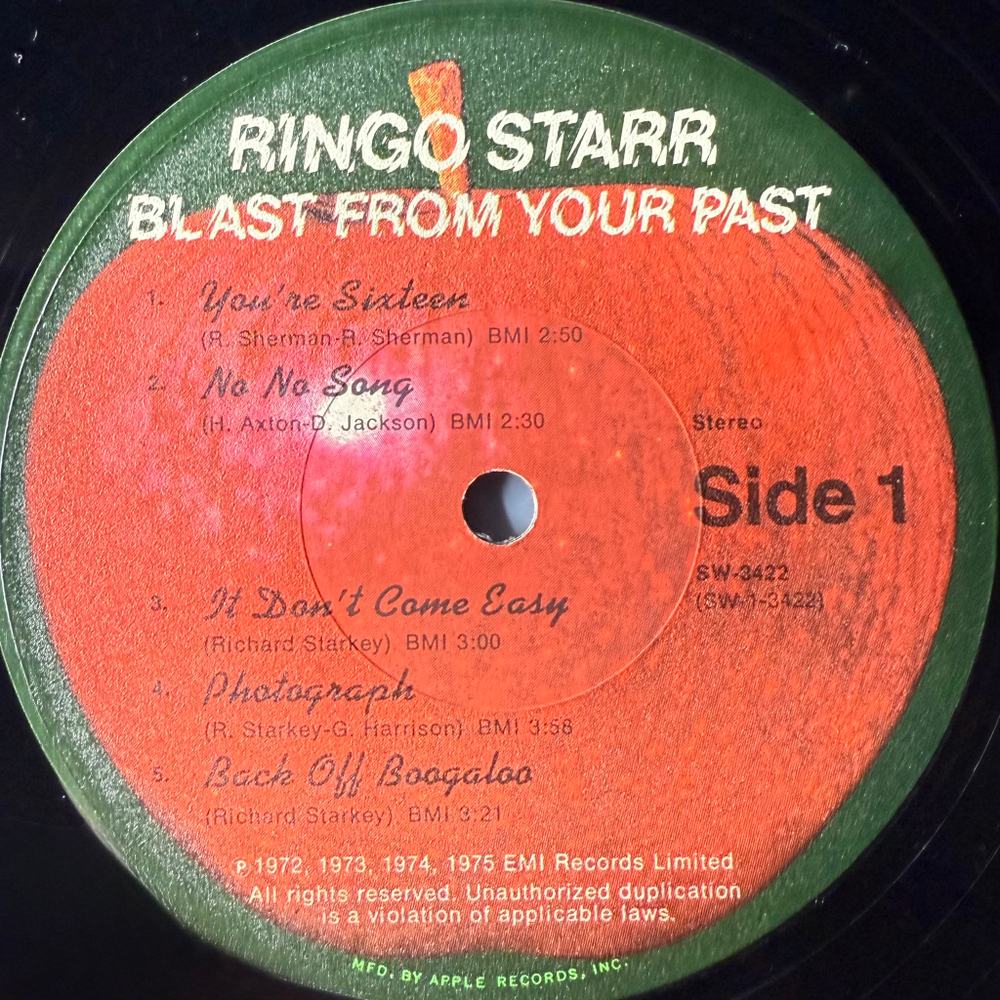 RINGO STARR
BLAST FROM YOUR PAST
1. You're Sixteen
(R. Sherman-R. Sherman) BMI 2:50
2. No No Song
(H. Axton-D. Jackson) BMI 2:30
Stereo
Side 1
SW-3422
(SW-1-3422)
3. It Don't Come Easy
(Richard Starkey) BMI 3:00
4. Photograph
(R. Starkey-G. Harrison) BMI 3:58
5. Back Off Boogaloo
(Richard Starkey) BMI 3:21
℗ 1972, 1973, 1974, 1975 EMI Records Limited
All rights reserved. Unauthorized duplication
is a violation of applicable laws.
MFD. BY APPLE RECORDS, INC.